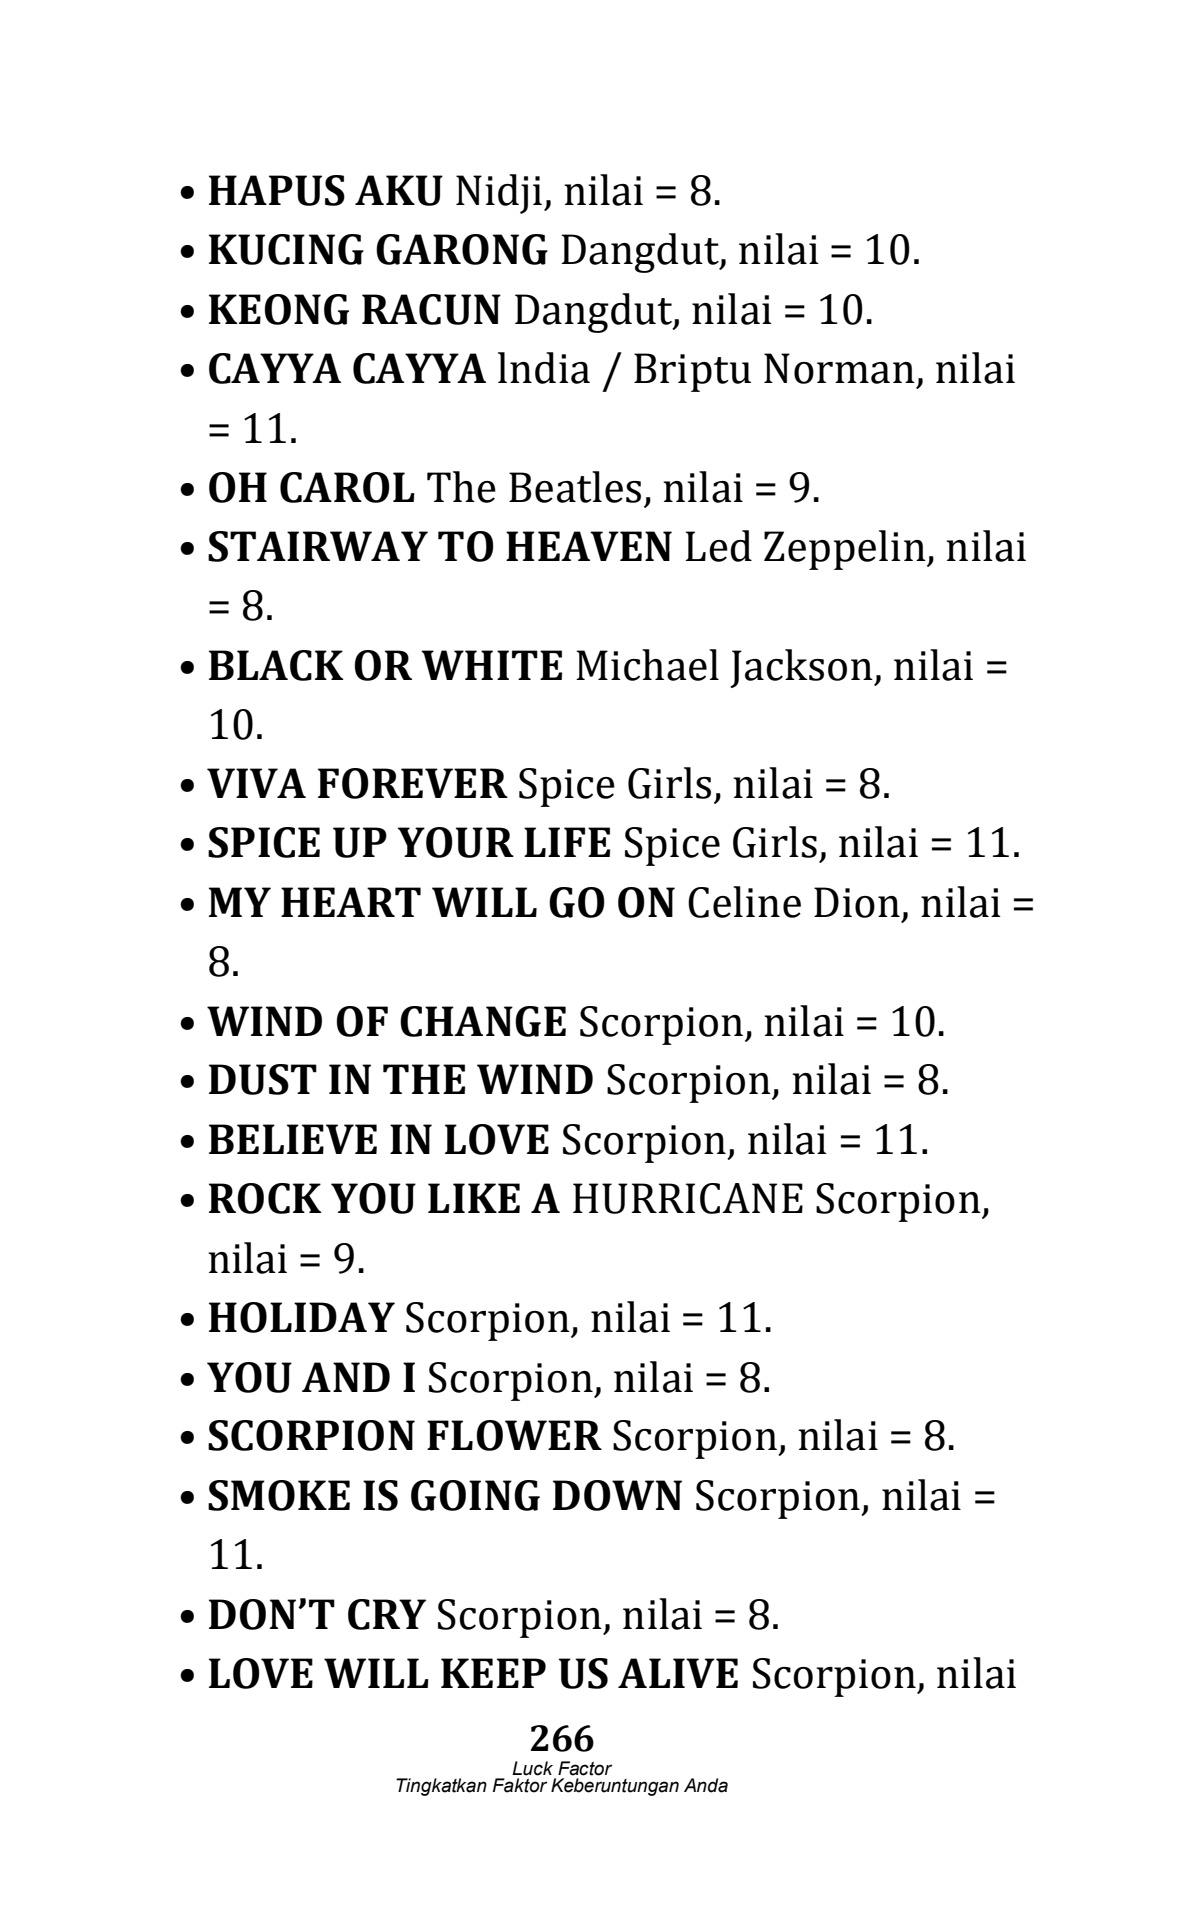 • HAPUS AKU Nidji, nilai = 8.
• KUCING GARONG Dangdut, nilai = 10.
• KEONG RACUN Dangdut, nilai = 10.
• CAYYA CAYYA lndia / Briptu Norman, nilai
= 11.
• OH CAROL The Beatles, nilai = 9.
• STAIRWAY TO HEAVEN Led Zeppelin, nilai
= 8.
• BLACK OR WHITE Michael Jackson, nilai =
10.
• VIVA FOREVER Spice Girls, nilai = 8.
• SPICE UP YOUR LIFE Spice Girls, nilai = 11.
• MY HEART WILL GO ON Celine Dion, nilai =
8.
• WIND OF CHANGE Scorpion, nilai = 10.
• DUST IN THE WIND Scorpion, nilai = 8.
• BELIEVE IN LOVE Scorpion, nilai = 11.
• ROCK YOU LIKE A HURRICANE Scorpion,
nilai = 9.
• HOLIDAY Scorpion, nilai = 11.
• YOU AND I Scorpion, nilai = 8.
• SCORPION FLOWER Scorpion, nilai = 8.
• SMOKE IS GOING DOWN Scorpion, nilai =
11.
• DON’T CRY Scorpion, nilai = 8.
• LOVE WILL KEEP US ALIVE Scorpion, nilai
266
Luck Factor
Tingkatkan Faktor Keberuntungan Anda